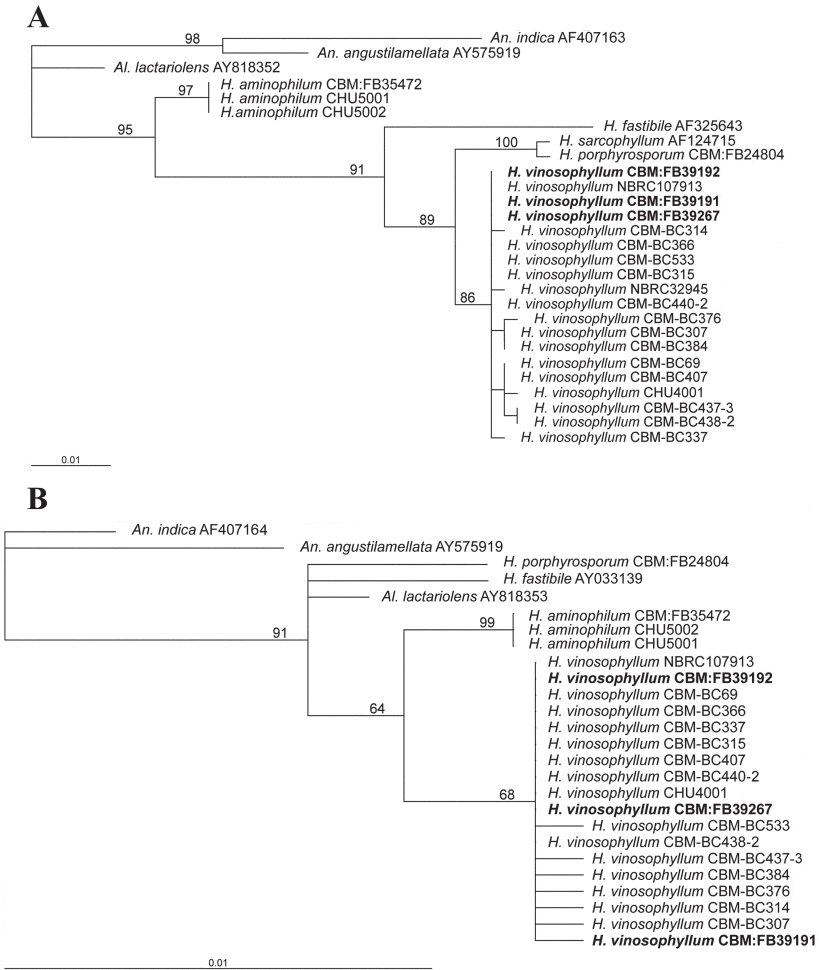 A
98
An. indica AF407163
An. angustilamellata AY575919
Al. lactariolens AY818352
97
H. aminophilum CBM:FB35472
H. aminophilum CHU5001
H.aminophilum CHU5002
95
H. fastibile AF325643
100
H. sarcophyllum AF124715
H. porphyrosporum CBM:FB24804
91
H. vinosophyllum CBM:FB39192
H. vinosophyllum NBRC107913
H. vinosophyllum CBM:FB39191
H. vinosophyllum CBM:FB39267
89
H. vinosophyllum CBM-BC314
H. vinosophyllum CBM-BC366
H. vinosophyllum CBM-BC533
H. vinosophyllum CBM-BC315
H. vinosophyllum NBRC32945
86
H. vinosophyllum CBM-BC440-2
H. vinosophyllum CBM-BC376
H. vinosophyllum CBM-BC307
H. vinosophyllum CBM-BC384
H. vinosophyllum CBM-BC69
H. vinosophyllum CBM-BC407
H. vinosophyllum CHU4001
H. vinosophyllum CBM-BC437-3
H. vinosophyllum CBM-BC438-2
H. vinosophyllum CBM-BC337
0.01
B
An. indica AF407164
An. angustilamellata AY575919
H. porphyrosporum CBM:FB24804
H. fastibile AY033139
Al. lactariolens AY818353
91
99
H. aminophilum CBM:FB35472
H. aminophilum CHU5002
H. aminophilum CHU5001
64
H. vinosophyllum NBRC107913
H. vinosophyllum CBM:FB39192
H. vinosophyllum CBM-BC69
H. vinosophyllum CBM-BC366
H. vinosophyllum CBM-BC337
H. vinosophyllum CBM-BC315
H. vinosophyllum CBM-BC407
H. vinosophyllum CBM-BC440-2
68
H. vinosophyllum CHU4001
H. vinosophyllum CBM:FB39267
H. vinosophyllum CBM-BC533
H. vinosophyllum CBM-BC438-2
H. vinosophyllum CBM-BC437-3
H. vinosophyllum CBM-BC384
H. vinosophyllum CBM-BC376
H. vinosophyllum CBM-BC314
H. vinosophyllum CBM-BC307
H. vinosophyllum CBM:FB39191
0.01